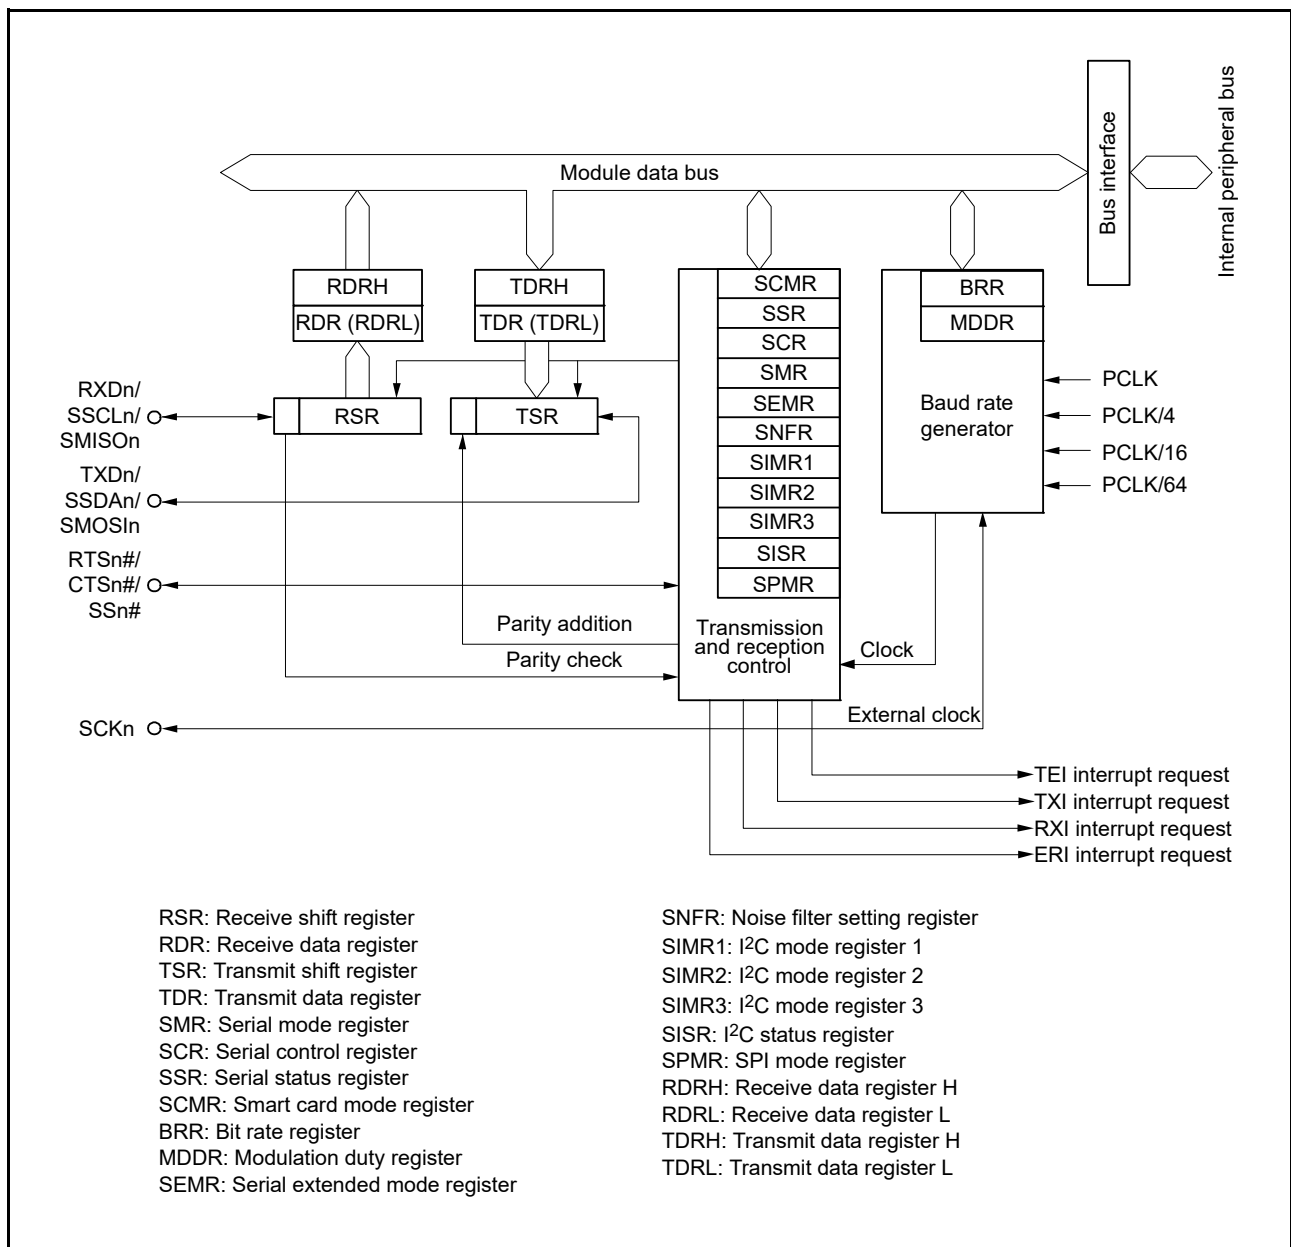 Module data bus
Bus interface
Internal peripheral bus
RDRH
RDR (RDRL)
TDRH
TDR (TDRL)
SCMR
SSR
SCR
SMR
SEMR
SNFR
SIMR1
SIMR2
SIMR3
SISR
SPMR
Transmission
and reception
control
BRR
MDDR
Baud rate
generator
PCLK
PCLK/4
PCLK/16
PCLK/64
RXDn/
SSCLn/
SMISOn
RSR
TSR
TXDn/
SSDAn/
SMOSIn
RTSn#/
CTSn#/
SSn#
Parity addition
Parity check
Clock
External clock
SCKn
TEI interrupt request
TXI interrupt request
RXI interrupt request
ERI interrupt request
RSR: Receive shift register
RDR: Receive data register
TSR: Transmit shift register
TDR: Transmit data register
SMR: Serial mode register
SCR: Serial control register
SSR: Serial status register
SCMR: Smart card mode register
BRR: Bit rate register
MDDR: Modulation duty register
SEMR: Serial extended mode register
SNFR: Noise filter setting register
SIMR1: I²C mode register 1
SIMR2: I²C mode register 2
SIMR3: I²C mode register 3
SISR: I²C status register
SPMR: SPI mode register
RDRH: Receive data register H
RDRL: Receive data register L
TDRH: Transmit data register H
TDRL: Transmit data register L